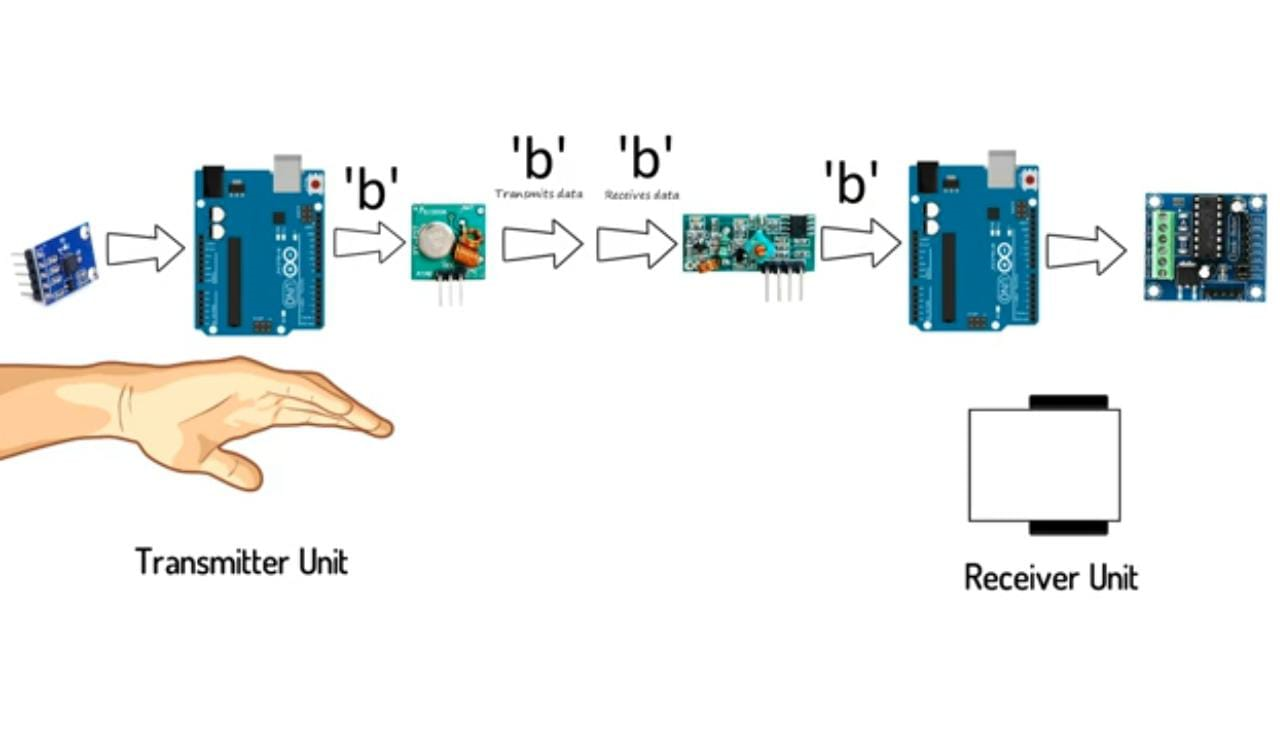 'b'
'b'
Transmits data
'b'
Receives data
'b'
Transmitter Unit
Receiver Unit